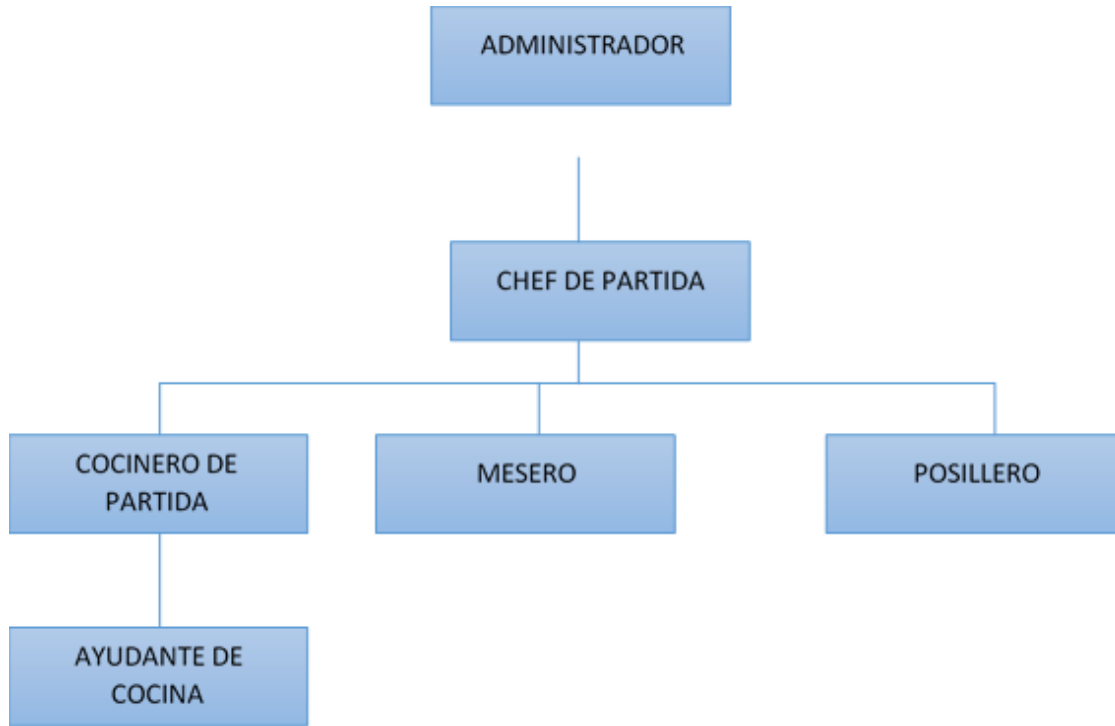 ADMINISTRADOR
CHEF DE PARTIDA
COCINERO DE
PARTIDA
MESERO
POSILLERO
AYUDANTE DE
COCINA